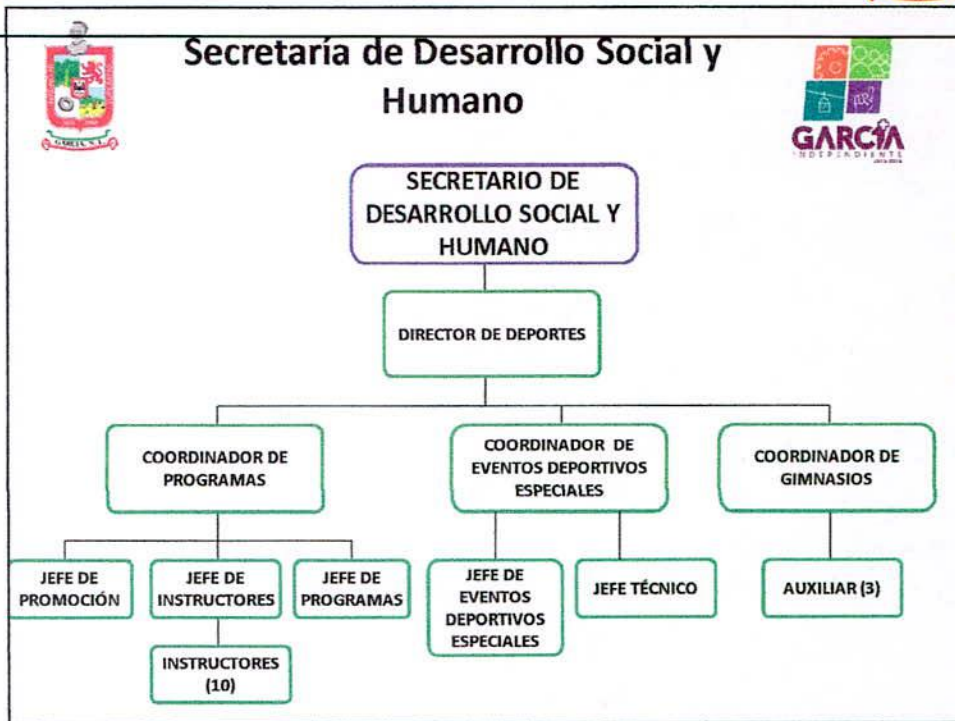 Secretaría de Desarrollo Social y
Humano
GARCIA, N. L.
GARCÍA
INDEPENDIENTE
SECRETARIO DE
DESARROLLO SOCIAL Y
HUMANO
DIRECTOR DE DEPORTES
COORDINADOR DE
PROGRAMAS
COORDINADOR DE
EVENTOS DEPORTIVOS
ESPECIALES
COORDINADOR DE
GIMNASIOS
JEFE DE
PROMOCIÓN
JEFE DE
INSTRUCTORES
JEFE DE
PROGRAMAS
JEFE DE
EVENTOS
DEPORTIVOS
ESPECIALES
JEFE TÉCNICO
AUXILIAR (3)
INSTRUCTORES
(10)